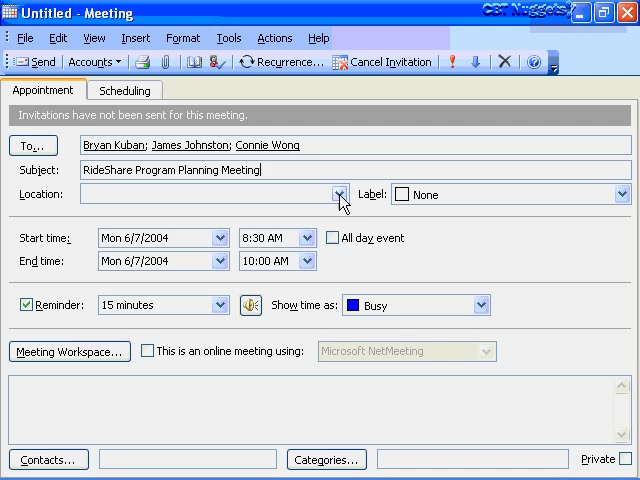 Untitled - Meeting
CBT Nuggets
File Edit View Insert Format Tools Actions Help
Send Accounts Recurrence... Cancel Invitation
Appointment Scheduling
Invitations have not been sent for this meeting.
To... Bryan Kuban; James Johnston; Connie Wong
Subject: RideShare Program Planning Meeting
Location: Label: None
Start time: Mon 6/7/2004 8:30 AM All day event
End time: Mon 6/7/2004 10:00 AM
Reminder: 15 minutes Show time as: Busy
Meeting Workspace... This is an online meeting using: Microsoft NetMeeting
Contacts... Categories... Private